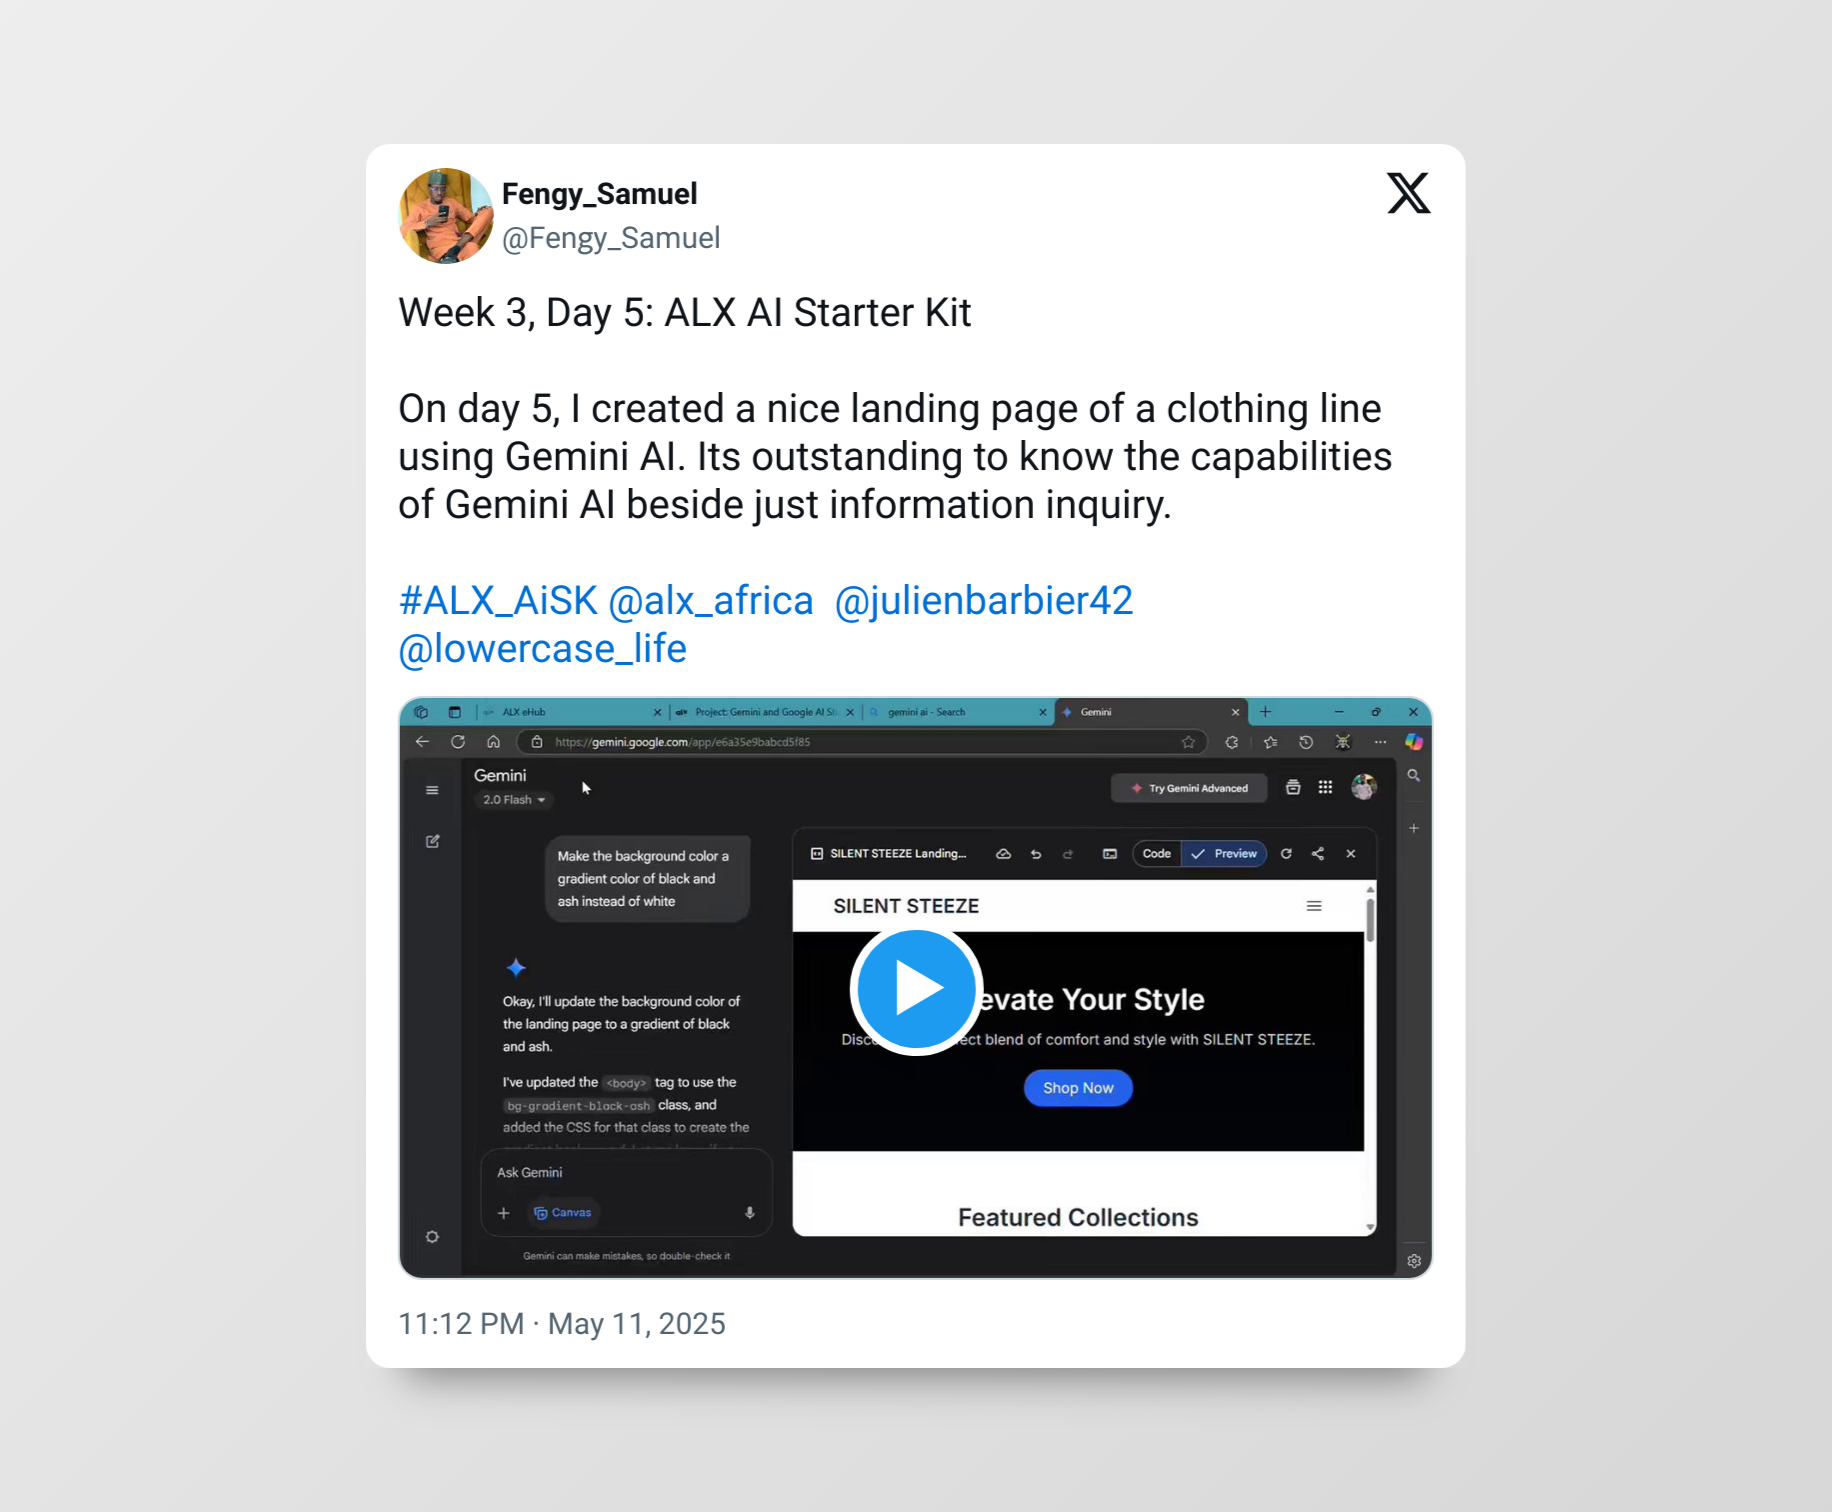 Fengy_Samuel
@Fengy_Samuel
Week 3, Day 5: ALX AI Starter Kit
On day 5, I created a nice landing page of a clothing line
using Gemini AI. Its outstanding to know the capabilities
of Gemini AI beside just information inquiry.
#ALX_AiSK @alx_africa @julienbarbier42
@lowercase_life
ALX eHub
Project: Gemini and Google AI
gemini ai - Search
Gemini
https://gemini.google.com/app/e6a35e9babcd5f85
Gemini
2.0 Flash
Try Gemini Advanced
Make the background color a
gradient color of black and
ash instead of white
Okay, I'll update the background color of
the landing page to a gradient of black
and ash.
I've updated the <body> tag to use the
bg-gradient-black-ash class, and
added the CSS for that class to create the
Ask Gemini
Canvas
Gemini can make mistakes, so double-check it
SILENT STEEZE Landing...
Code
Preview
SILENT STEEZE
evate Your Style
Disc ect blend of comfort and style with SILENT STEEZE.
Shop Now
Featured Collections
11:12 PM · May 11, 2025